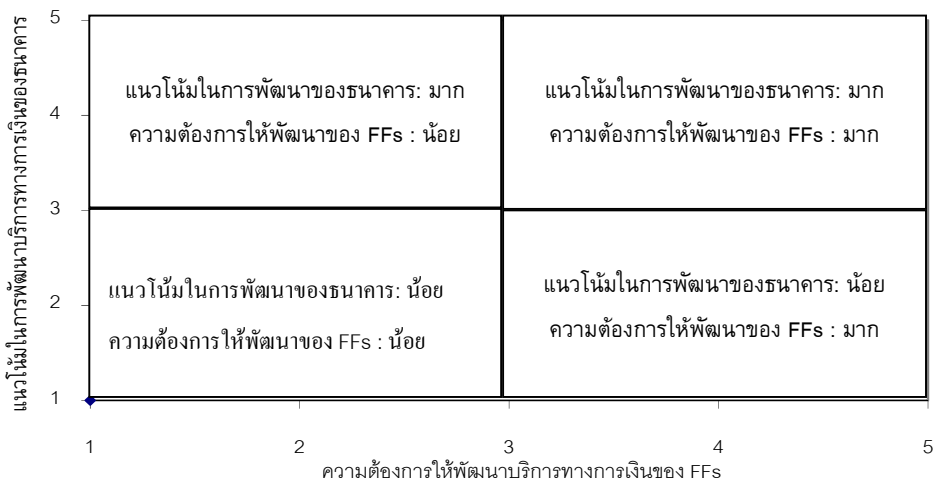 แนวโน้มในการพัฒนาบริการทางการเงินของธนาคาร
5
4
3
2
1
แนวโน้มในการพัฒนาของธนาคาร: มาก
ความต้องการให้พัฒนาของ FFs : น้อย
แนวโน้มในการพัฒนาของธนาคาร: มาก
ความต้องการให้พัฒนาของ FFs : มาก
แนวโน้มในการพัฒนาของธนาคาร: น้อย
ความต้องการให้พัฒนาของ FFs : น้อย
แนวโน้มในการพัฒนาของธนาคาร: น้อย
ความต้องการให้พัฒนาของ FFs : มาก
1 2 3 4 5
ความต้องการให้พัฒนาบริการทางการเงินของ FFs